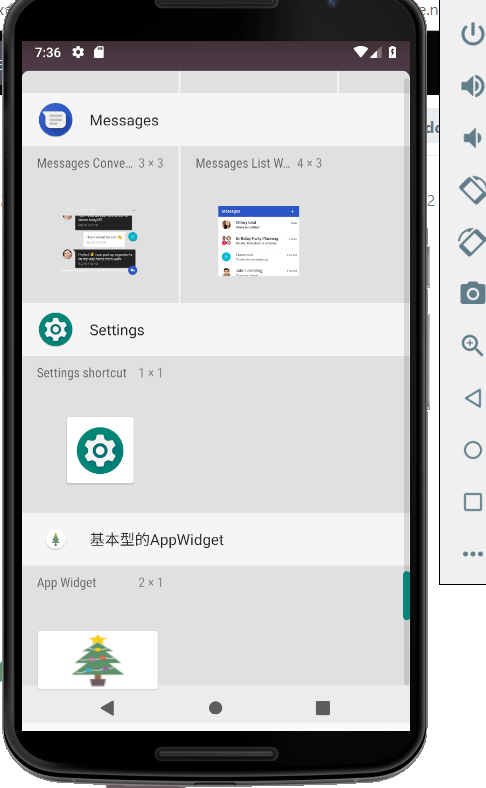 7:36
Messages
Messages Conve... 3 × 3
Messages List W... 4 × 3
Messages
Settings
Settings shortcut 1 × 1
基本型的AppWidget
App Widget 2 × 1